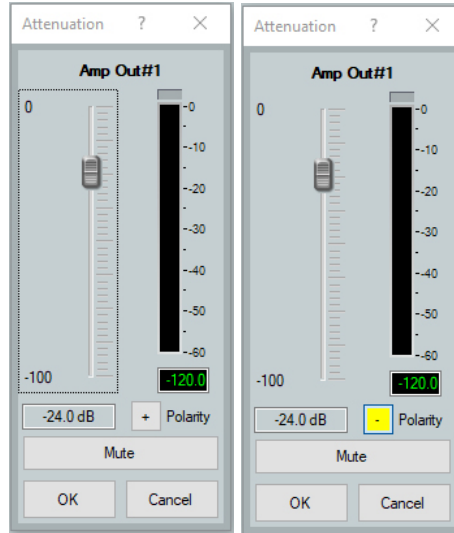 Attenuation ? ×
Amp Out#1
0
-0
--10
--20
--30
--40
--50
--60
-100
-120.0
-24.0 dB + Polarity
Mute
OK Cancel
Attenuation ? ×
Amp Out#1
0
-0
--10
--20
--30
--40
--50
--60
-100
-120.0
-24.0 dB - Polarity
Mute
OK Cancel